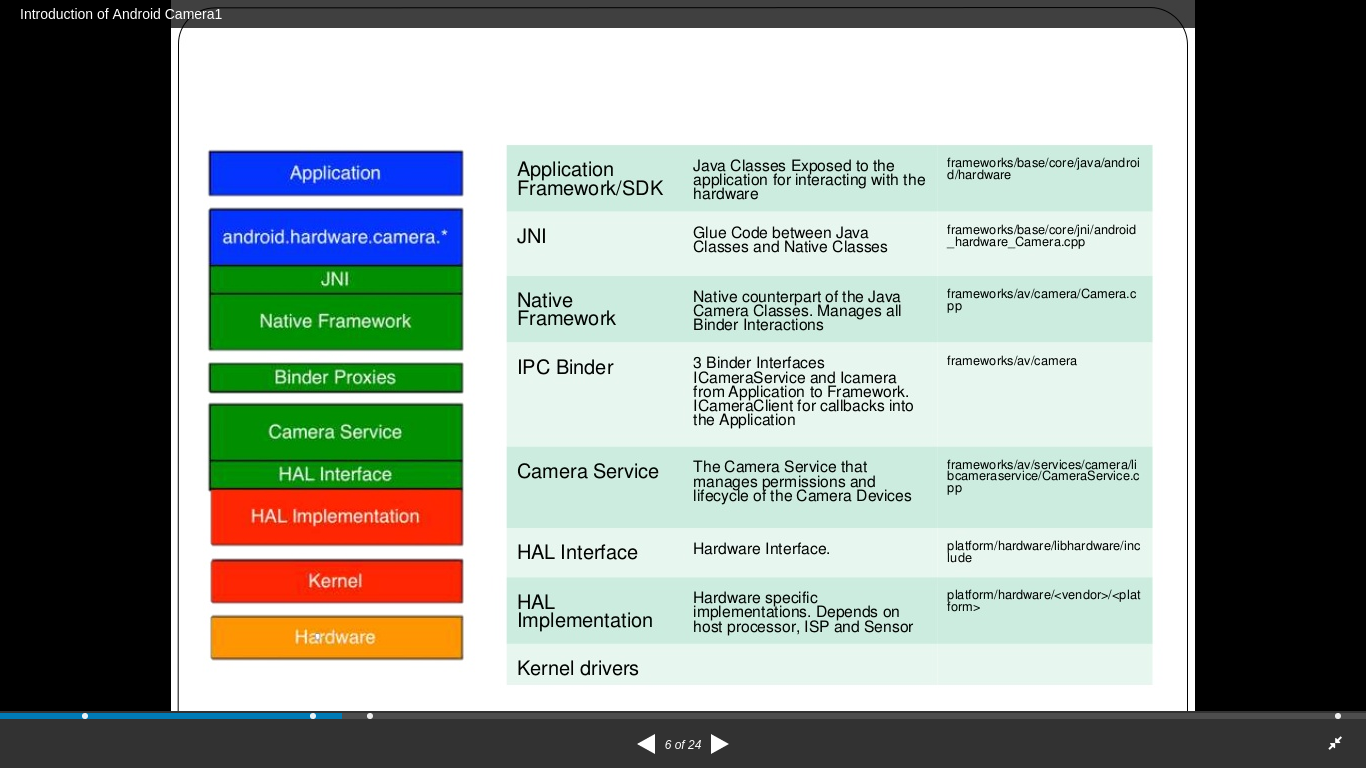 Introduction of Android Camera1
Application
android.hardware.camera.*
JNI
Native Framework
Binder Proxies
Camera Service
HAL Interface
HAL Implementation
Kernel
Hardware
Application
Framework/SDK
Java Classes Exposed to the
application for interacting with the
hardware
frameworks/base/core/java/androi
d/hardware
JNI
Glue Code between Java
Classes and Native Classes
frameworks/base/core/jni/android
_hardware_Camera.cpp
Native
Framework
Native counterpart of the Java
Camera Classes. Manages all
Binder Interactions
frameworks/av/camera/Camera.c
pp
IPC Binder
3 Binder Interfaces
ICameraService and Icamera
from Application to Framework.
ICameraClient for callbacks into
the Application
frameworks/av/camera
Camera Service
The Camera Service that
manages permissions and
lifecycle of the Camera Devices
frameworks/av/services/camera/li
bcameraservice/CameraService.c
pp
HAL Interface
Hardware Interface.
platform/hardware/libhardware/inc
lude
HAL
Implementation
Hardware specific
implementations. Depends on
host processor, ISP and Sensor
platform/hardware/<vendor>/<plat
form>
Kernel drivers
6 of 24